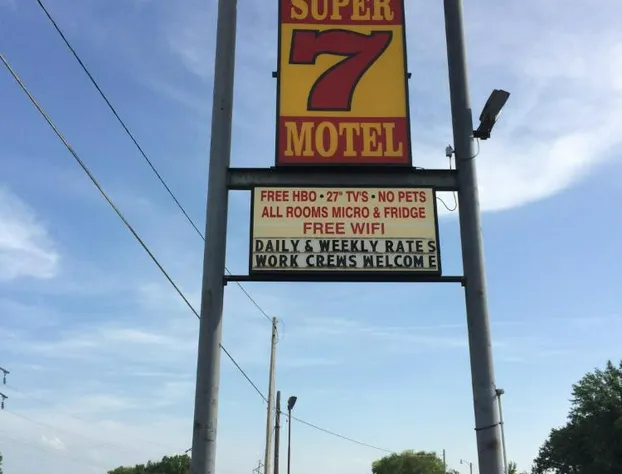 SUPER
7
MOTEL
FREE HBO • 27" TV'S • NO PETS
ALL ROOMS MICRO & FRIDGE
FREE WIFI
DAILY & WEEKLY RATES
WORK CREWS WELCOME